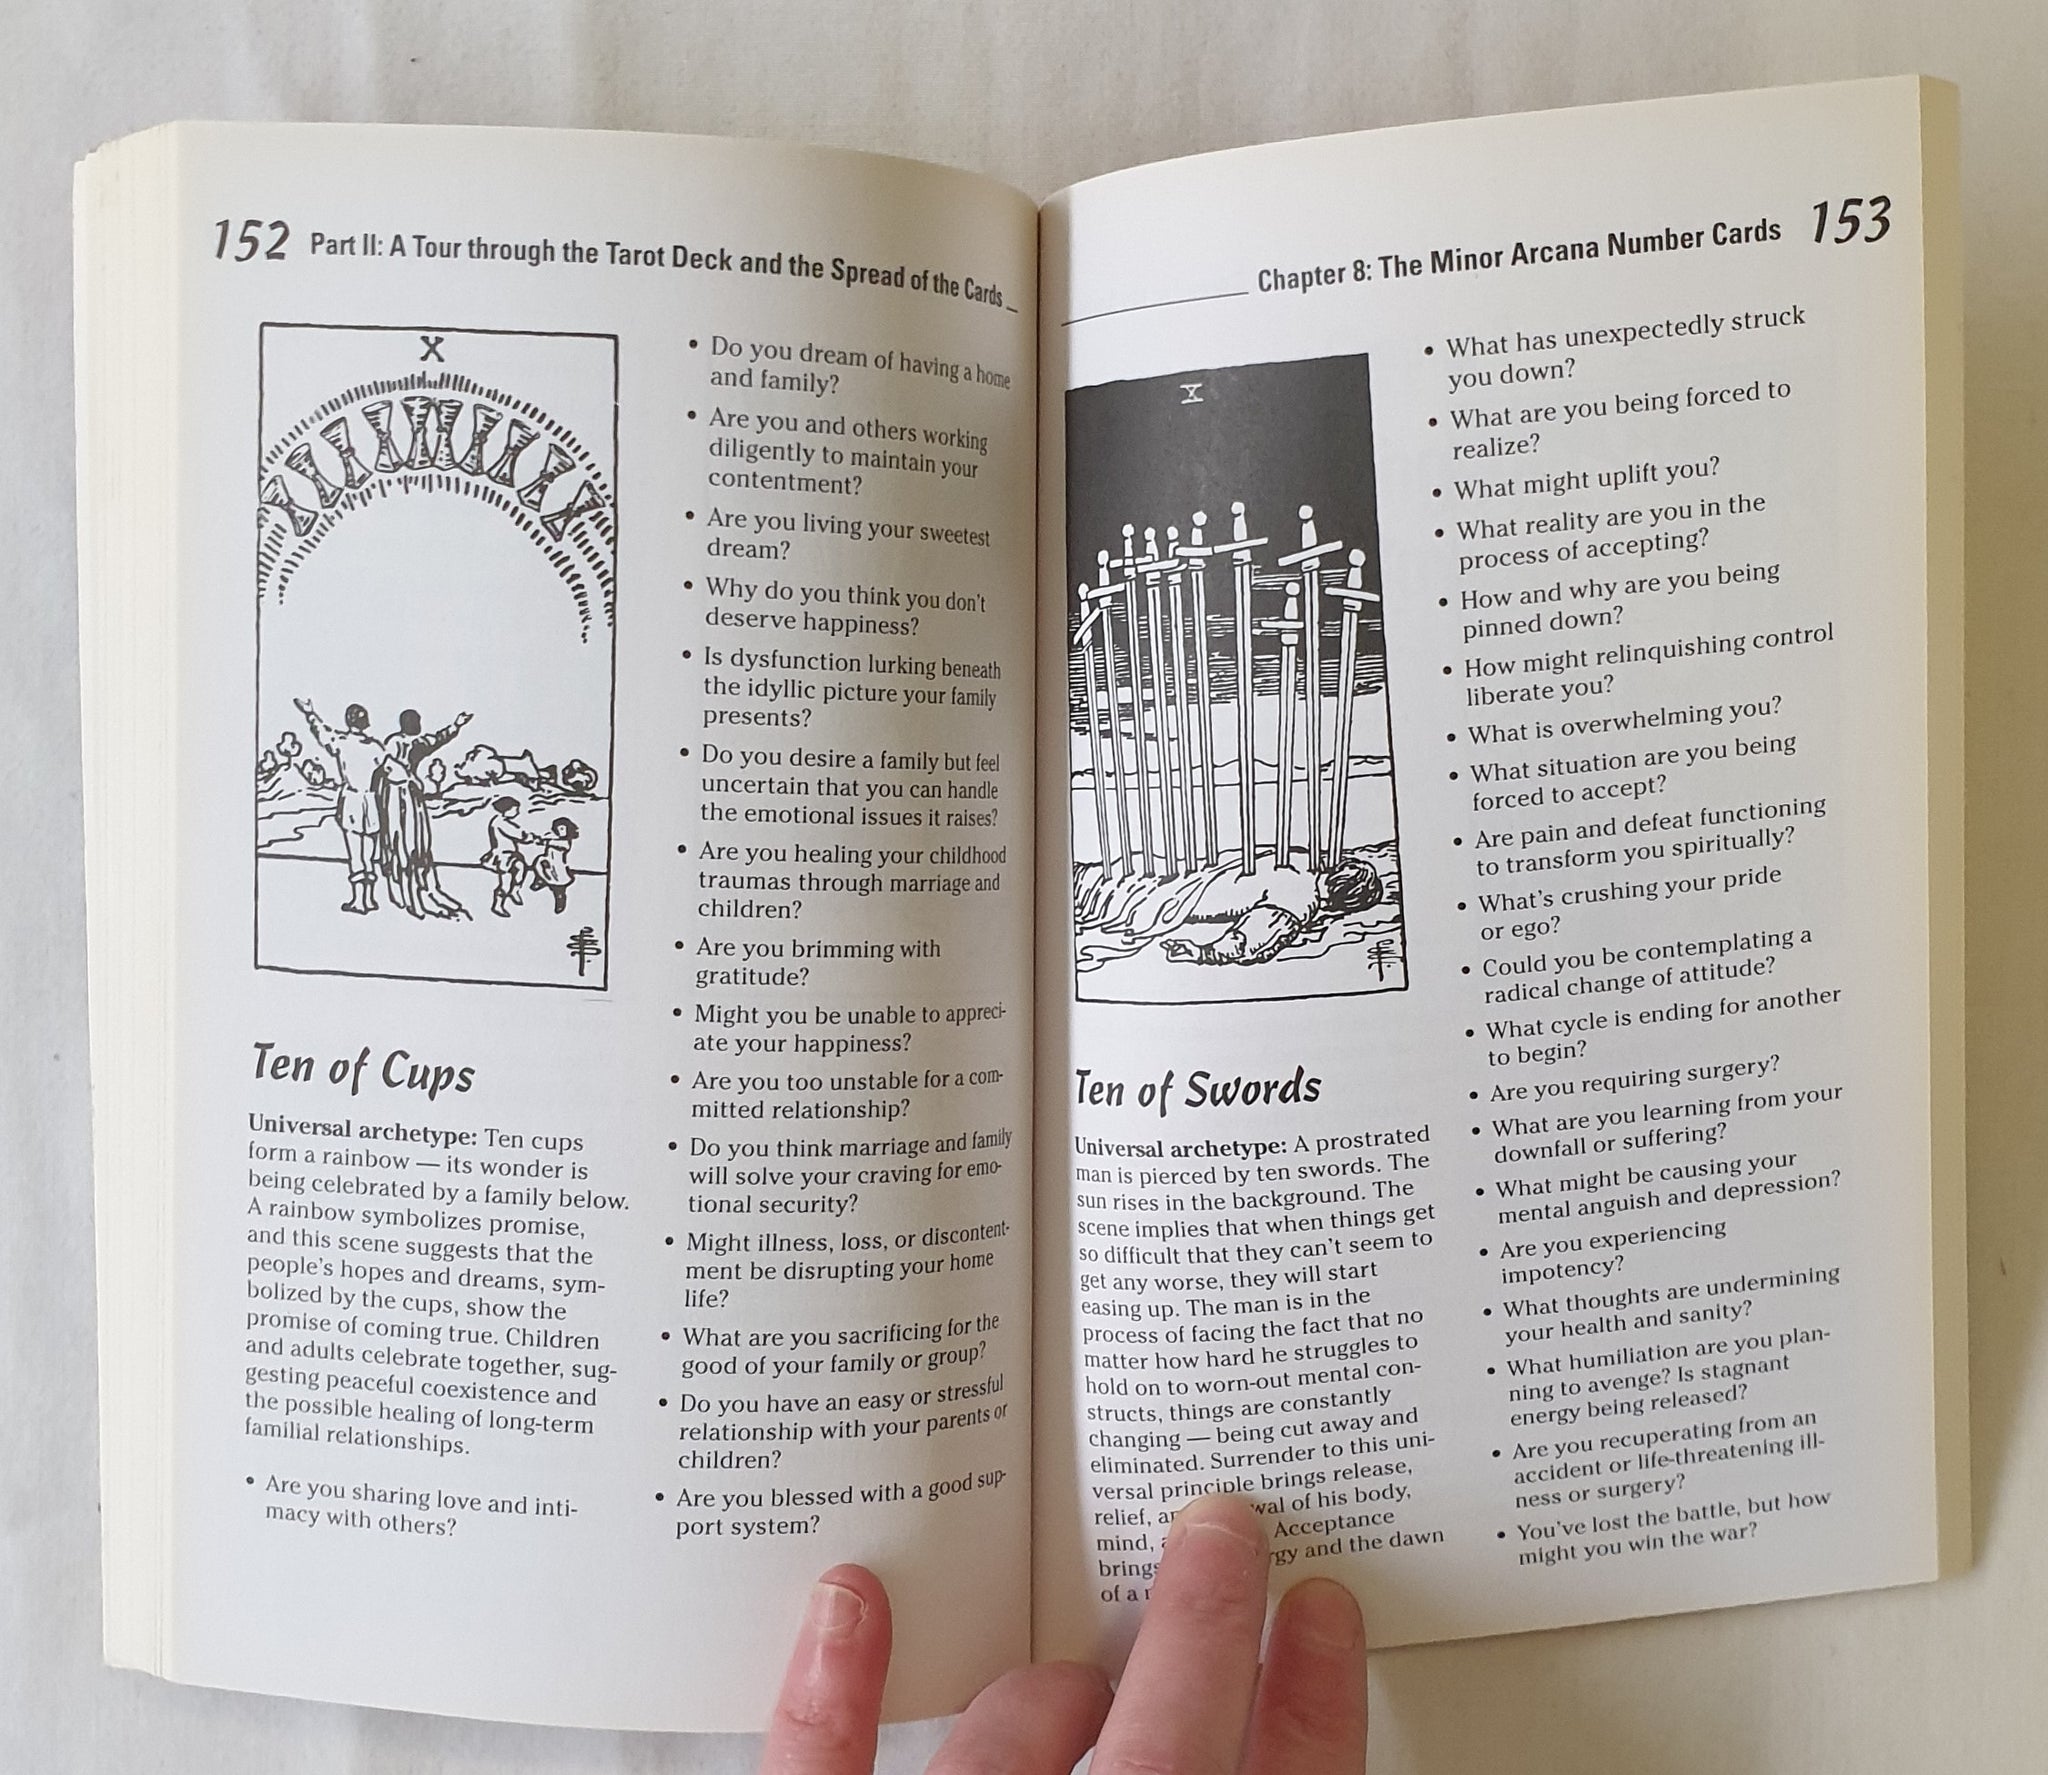 152 Part II: A Tour through the Tarot Deck and the Spread of the Cards
X
Ten of Cups
Universal archetype: Ten cups
form a rainbow — its wonder is
being celebrated by a family below.
A rainbow symbolizes promise,
and this scene suggests that the
people's hopes and dreams, sym-
bolized by the cups, show the
promise of coming true. Children
and adults celebrate together, sug-
gesting peaceful coexistence and
the possible healing of long-term
familial relationships.
• Are you sharing love and inti-
macy with others?
• Do you dream of having a home
and family?
• Are you and others working
diligently to maintain your
contentment?
• Are you living your sweetest
dream?
• Why do you think you don't
deserve happiness?
• Is dysfunction lurking beneath
the idyllic picture your family
presents?
• Do you desire a family but feel
uncertain that you can handle
the emotional issues it raises?
• Are you healing your childhood
traumas through marriage and
children?
• Are you brimming with
gratitude?
• Might you be unable to appreci-
ate your happiness?
• Are you too unstable for a com-
mitted relationship?
• Do you think marriage and family
will solve your craving for emo-
tional security?
• Might illness, loss, or discontent-
ment be disrupting your home
life?
• What are you sacrificing for the
good of your family or group?
• Do you have an easy or stressful
relationship with your parents or
children?
• Are you blessed with a good sup-
port system?
Chapter 8: The Minor Arcana Number Cards 153
X
Ten of Swords
Universal archetype: A prostrated
man is pierced by ten swords. The
sun rises in the background. The
scene implies that when things get
so difficult that they can't seem to
get any worse, they will start
easing up. The man is in the
process of facing the fact that no
matter how hard he struggles to
hold on to worn-out mental con-
structs, things are constantly
changing — being cut away and
eliminated. Surrender to this uni-
versal principle brings release,
relief, of his body,
mind, Acceptance
brings and the dawn
of a
• What has unexpectedly struck
you down?
• What are you being forced to
realize?
• What might uplift you?
• What reality are you in the
process of accepting?
• How and why are you being
pinned down?
• How might relinquishing control
liberate you?
• What is overwhelming you?
• What situation are you being
forced to accept?
• Are pain and defeat functioning
to transform you spiritually?
• What's crushing your pride
or ego?
• Could you be contemplating a
radical change of attitude?
• What cycle is ending for another
to begin?
• Are you requiring surgery?
• What are you learning from your
downfall or suffering?
• What might be causing your
mental anguish and depression?
• Are you experiencing
impotency?
• What thoughts are undermining
your health and sanity?
• What humiliation are you plan-
ning to avenge? Is stagnant
energy being released?
• Are you recuperating from an
accident or life-threatening ill-
ness or surgery?
• You've lost the battle, but how
might you win the war?